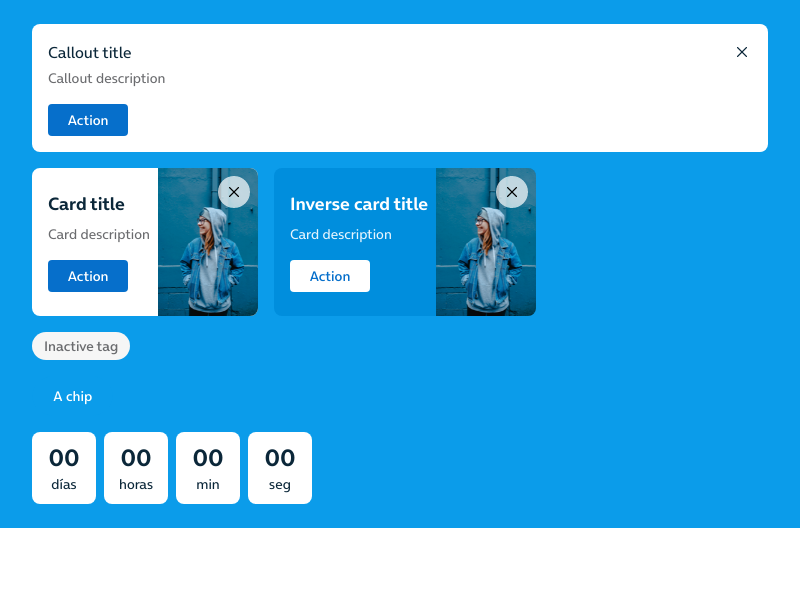 Callout title
Callout description
Action
Card title
Card description
Action
Inverse card title
Card description
Action
Inactive tag
A chip
00 00 00 00
días horas min seg